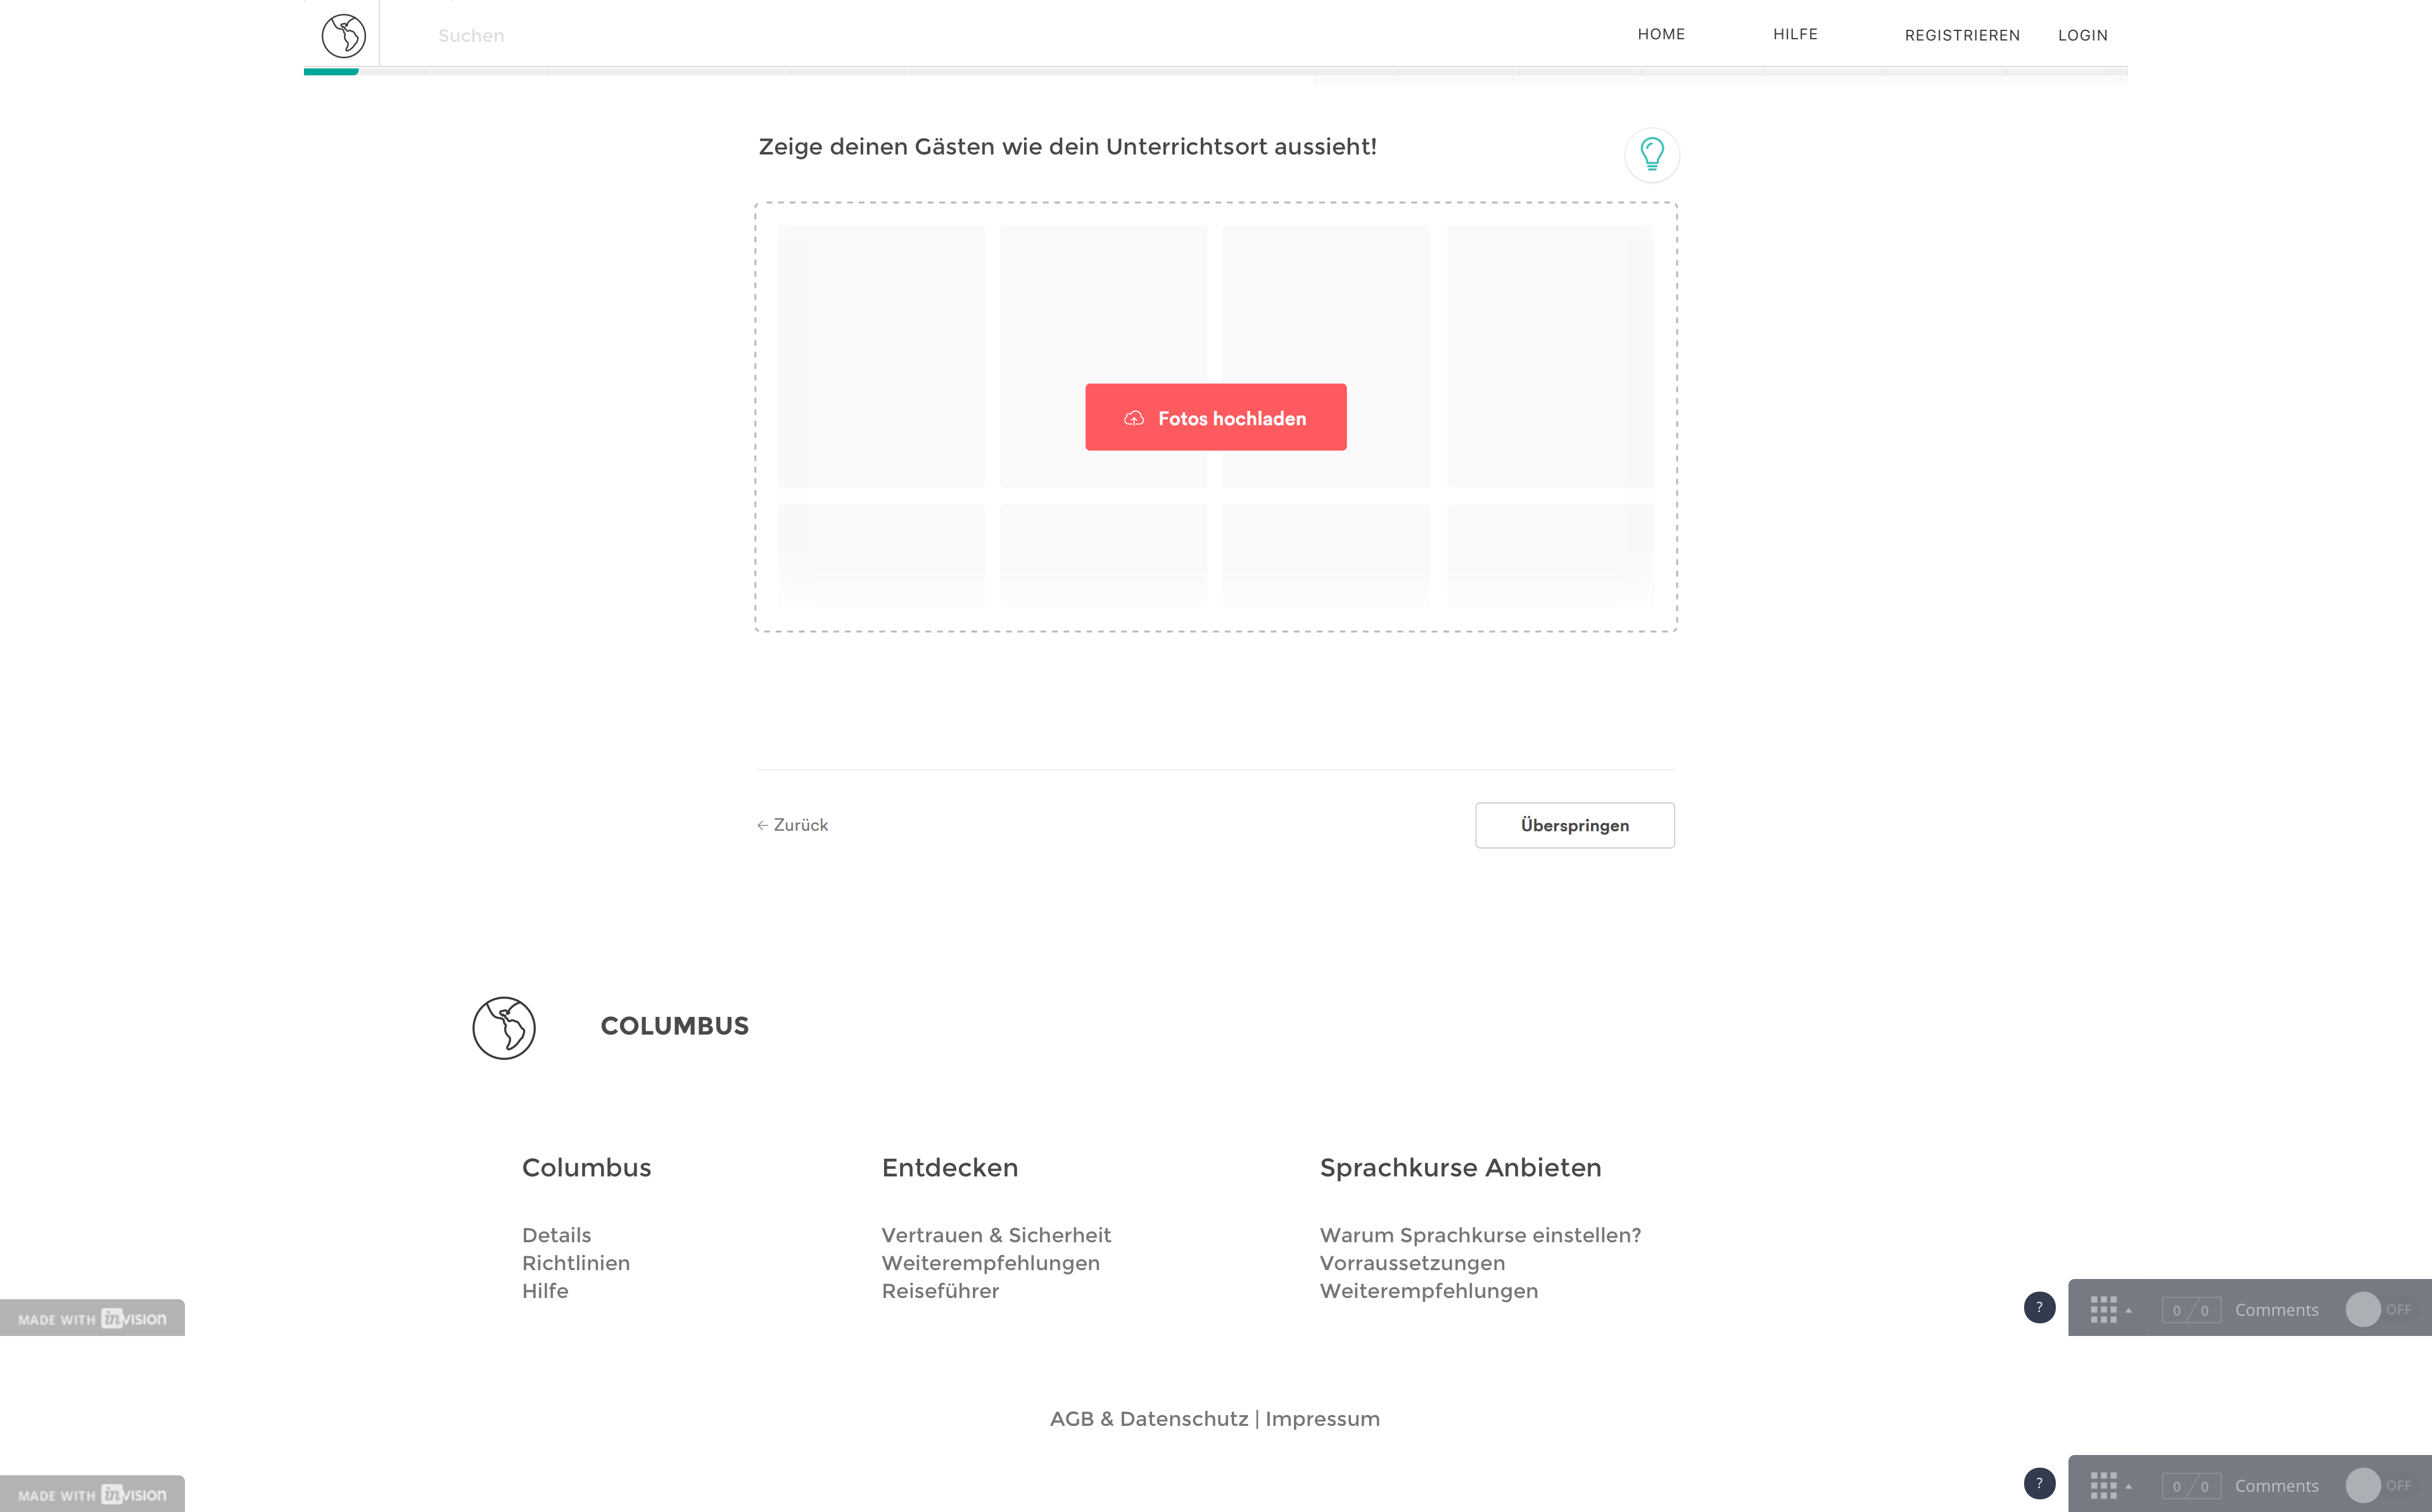 Suchen
HOME
HILFE
REGISTRIEREN
LOGIN
Zeige deinen Gästen wie dein Unterrichtsort aussieht!
Fotos hochladen
← Zurück
Überspringen
COLUMBUS
Columbus
Details
Richtlinien
Hilfe
Entdecken
Vertrauen & Sicherheit
Weiterempfehlungen
Reiseführer
Sprachkurse Anbieten
Warum Sprachkurse einstellen?
Vorraussetzungen
Weiterempfehlungen
MADE WITH invision
?
0 / 0
Comments
OFF
AGB & Datenschutz | Impressum
MADE WITH invision
?
0 / 0
Comments
OFF